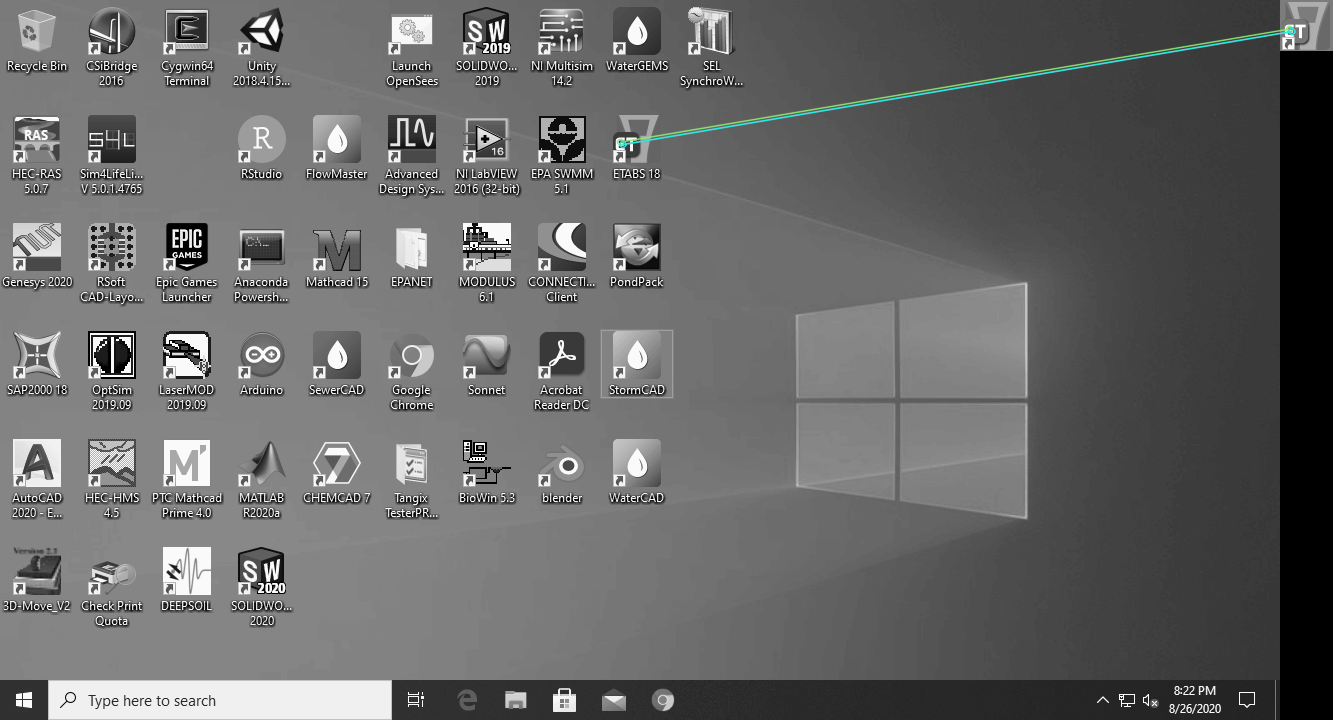 Recycle Bin
CSiBridge
2016
Cygwin64
Terminal
Unity
2018.4.15...
Launch
OpenSees
SW
2019
SOLIDWO...
2019
NI Multisim
14.2
WaterGEMS
SEL
SynchroW...
ET
RAS
HEC-RAS
5.0.7
S4L
Sim4LifeLi...
V 5.0.1.4765
R
RStudio
FlowMaster
Advanced
Design Sys...
16
NI LabVIEW
2016 (32-bit)
EPA SWMM
5.1
ET
ETABS 18
Genesys 2020
RSoft
CAD-Layo...
EPIC
GAMES
Epic Games
Launcher
Anaconda
Powersh...
M
Mathcad 15
EPANET
MODULUS
6.1
CONNECTI...
Client
PondPack
SAP2000 18
OptSim
2019.09
LaserMOD
2019.09
Arduino
SewerCAD
Google
Chrome
Sonnet
Acrobat
Reader DC
StormCAD
A
AutoCAD
2020 - E...
HEC-HMS
4.5
M'
PTC Mathcad
Prime 4.0
MATLAB
R2020a
CHEMCAD 7
Tangix
TesterPR...
BioWin 5.3
blender
WaterCAD
Version 2.1
3D-Move_V2
Check Print
Quota
DEEPSOIL
SW
2020
SOLIDWO...
2020
Type here to search
8:22 PM
8/26/2020